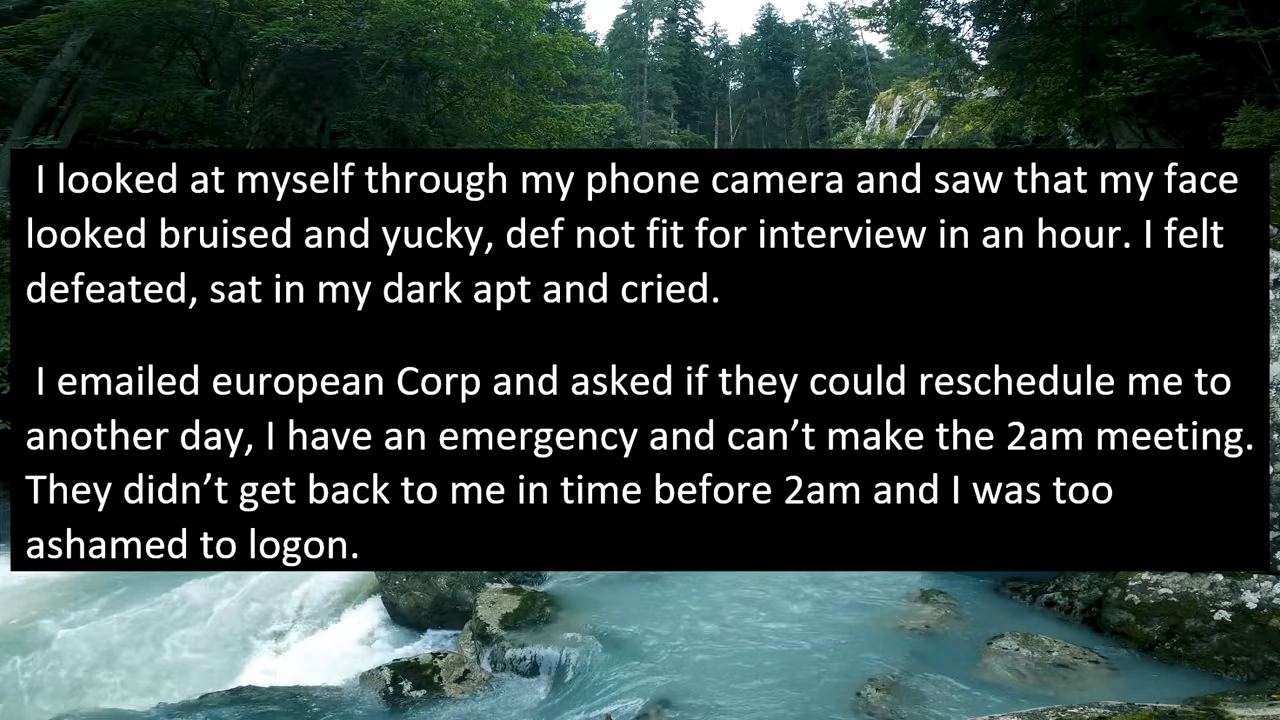 I looked at myself through my phone camera and saw that my face
looked bruised and yucky, def not fit for interview in an hour. I felt
defeated, sat in my dark apt and cried.
I emailed european Corp and asked if they could reschedule me to
another day, I have an emergency and can’t make the 2am meeting.
They didn’t get back to me in time before 2am and I was too
ashamed to logon.